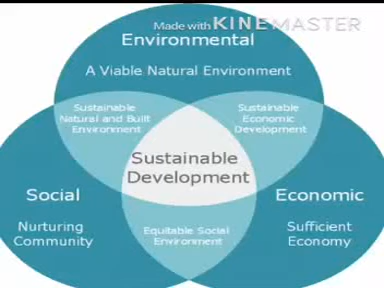 Made with KINEMASTER
Environmental
A Viable Natural Environment
Sustainable
Natural and Built
Environment
Sustainable
Economic
Development
Sustainable
Development
Social
Nurturing
Community
Economic
Sufficient
Economy
Equitable Social
Environment